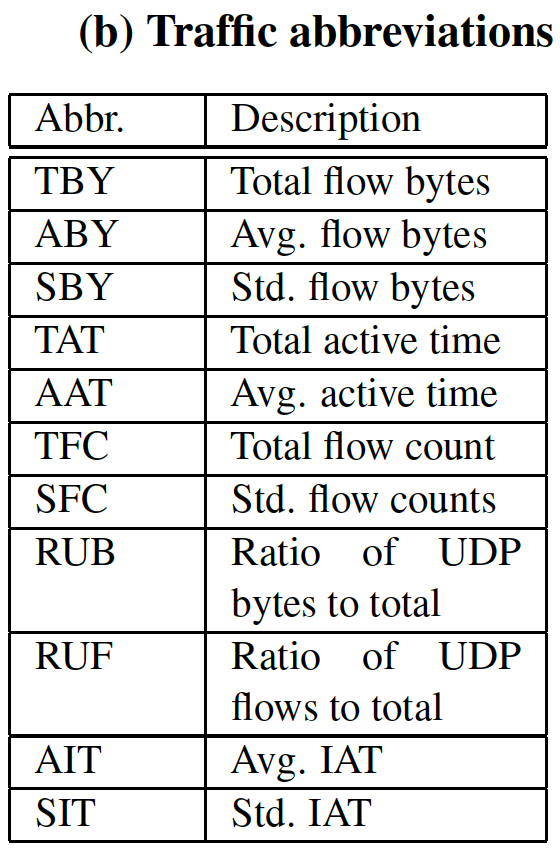 (b) Traffic abbreviations
Abbr. Description
TBY Total flow bytes
ABY Avg. flow bytes
SBY Std. flow bytes
TAT Total active time
AAT Avg. active time
TFC Total flow count
SFC Std. flow counts
RUB Ratio of UDP
bytes to total
RUF Ratio of UDP
flows to total
AIT Avg. IAT
SIT Std. IAT